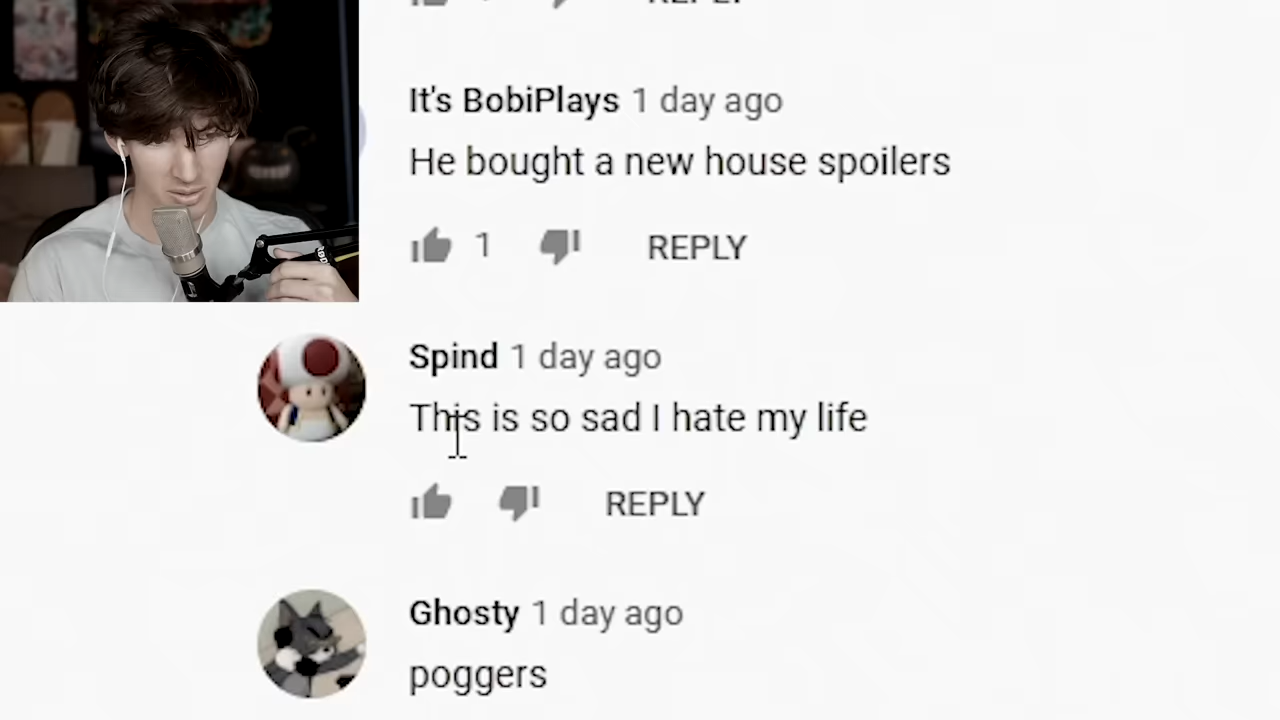 REPLY
It's BobiPlays 1 day ago
He bought a new house spoilers
1 REPLY
Spind 1 day ago
This is so sad I hate my life
REPLY
Ghosty 1 day ago
poggers